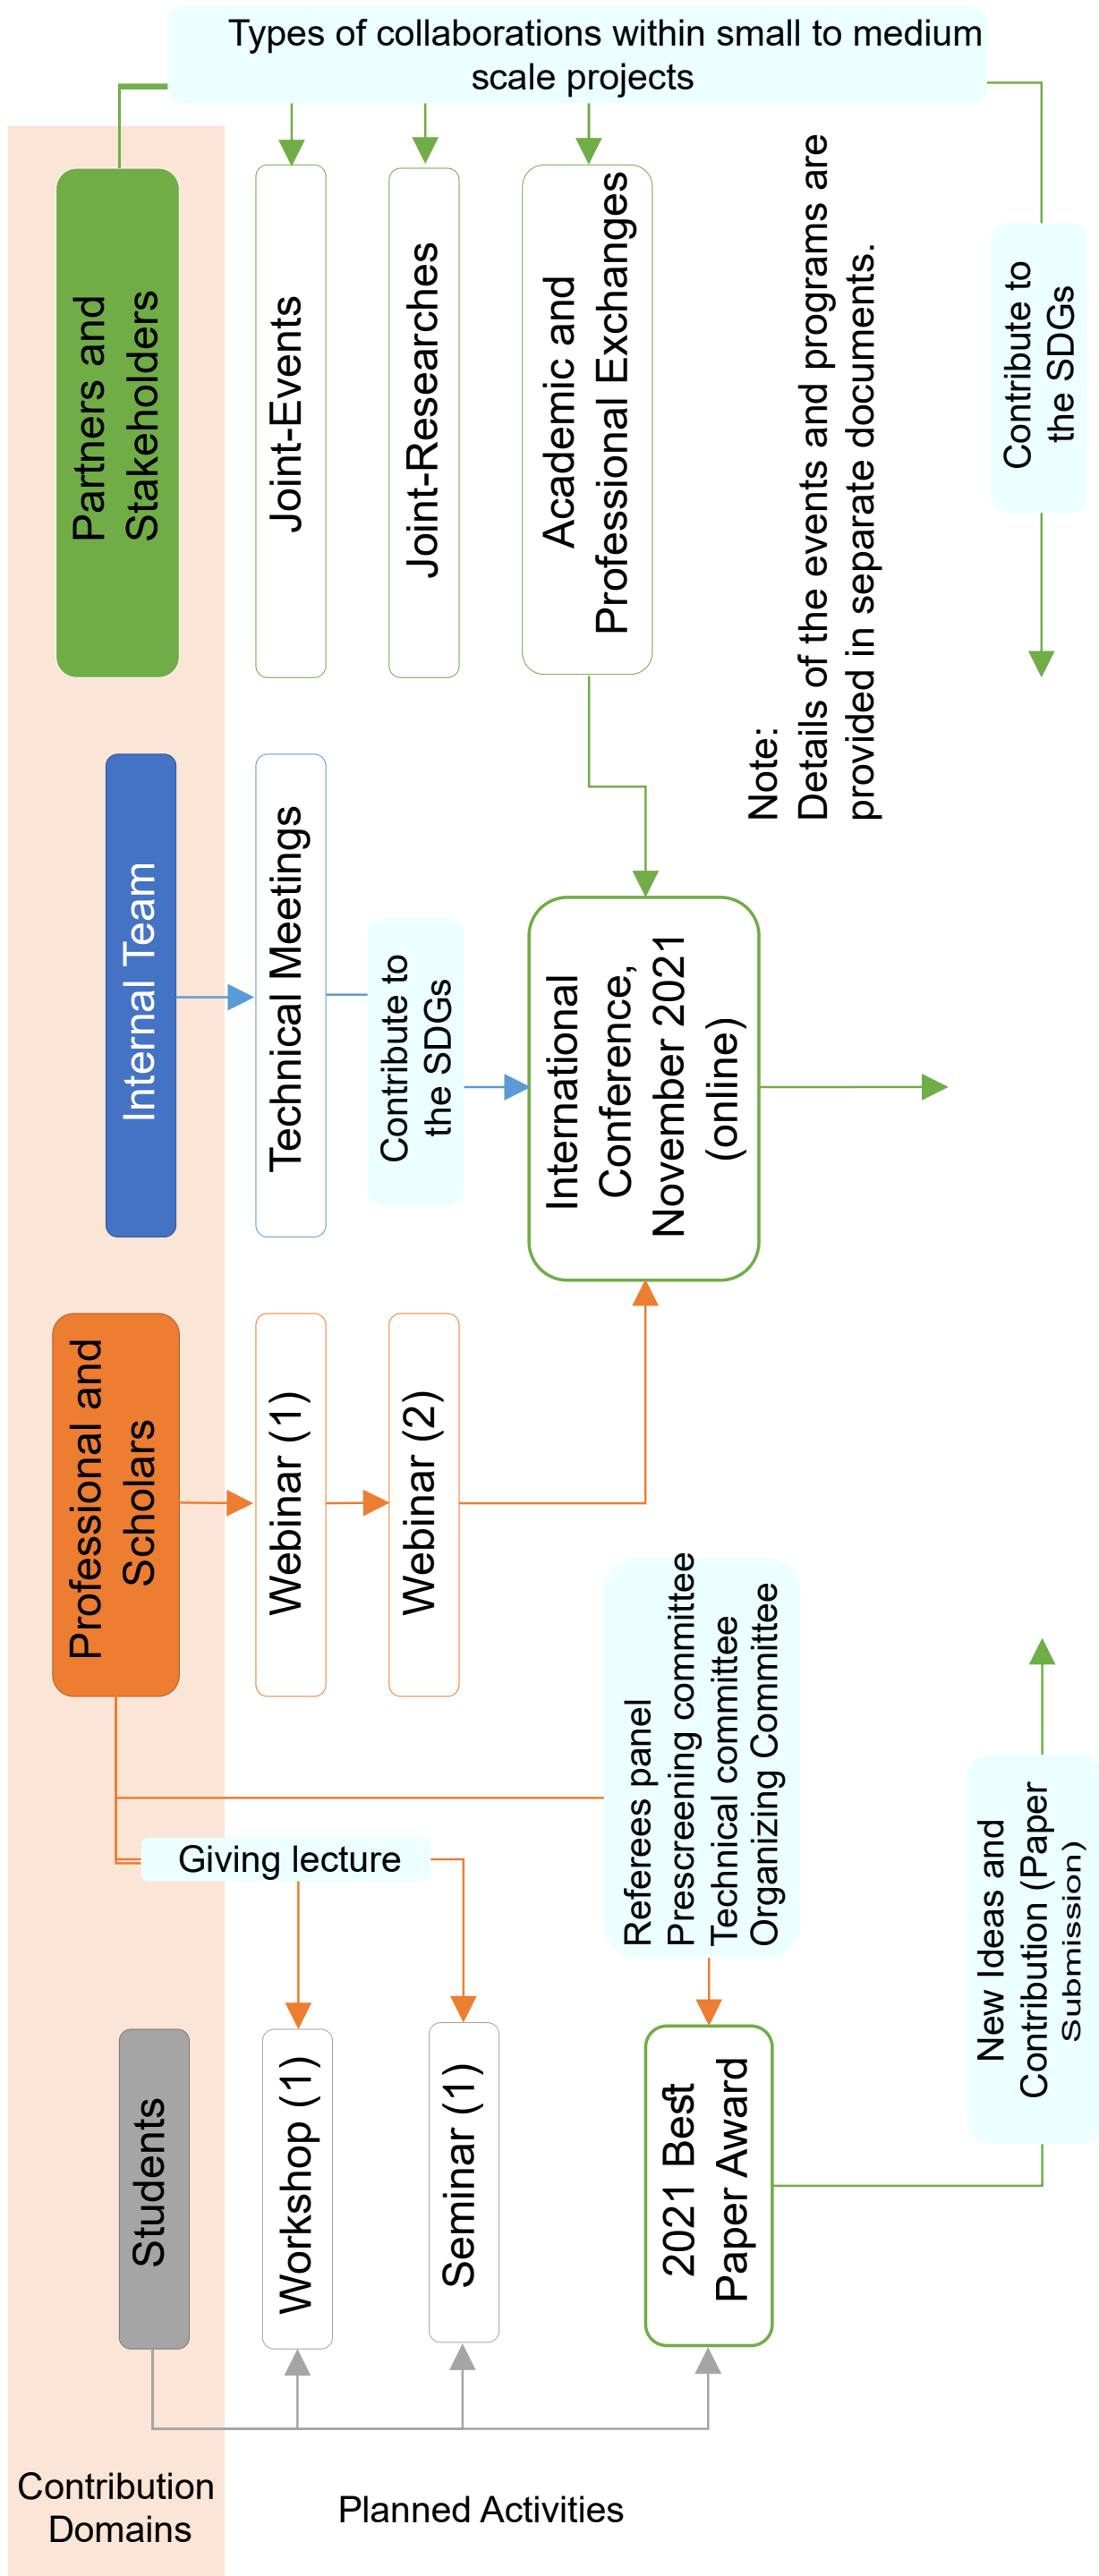 Types of collaborations within small to medium
scale projects
Partners and
Stakeholders
Joint-Events
Joint-Researches
Academic and
Professional Exchanges
Note:
Details of the events and programs are
provided in separate documents.
Contribute to
the SDGs
Internal Team
Technical Meetings
Contribute to
the SDGs
International
Conference,
November 2021
(online)
Professional and
Scholars
Webinar (1)
Webinar (2)
Referees panel
Prescreening committee
Technical committee
Organizing Committee
Giving lecture
Students
Workshop (1)
Seminar (1)
2021 Best
Paper Award
New Ideas and
Contribution (Paper
Submission)
Contribution
Domains
Planned Activities